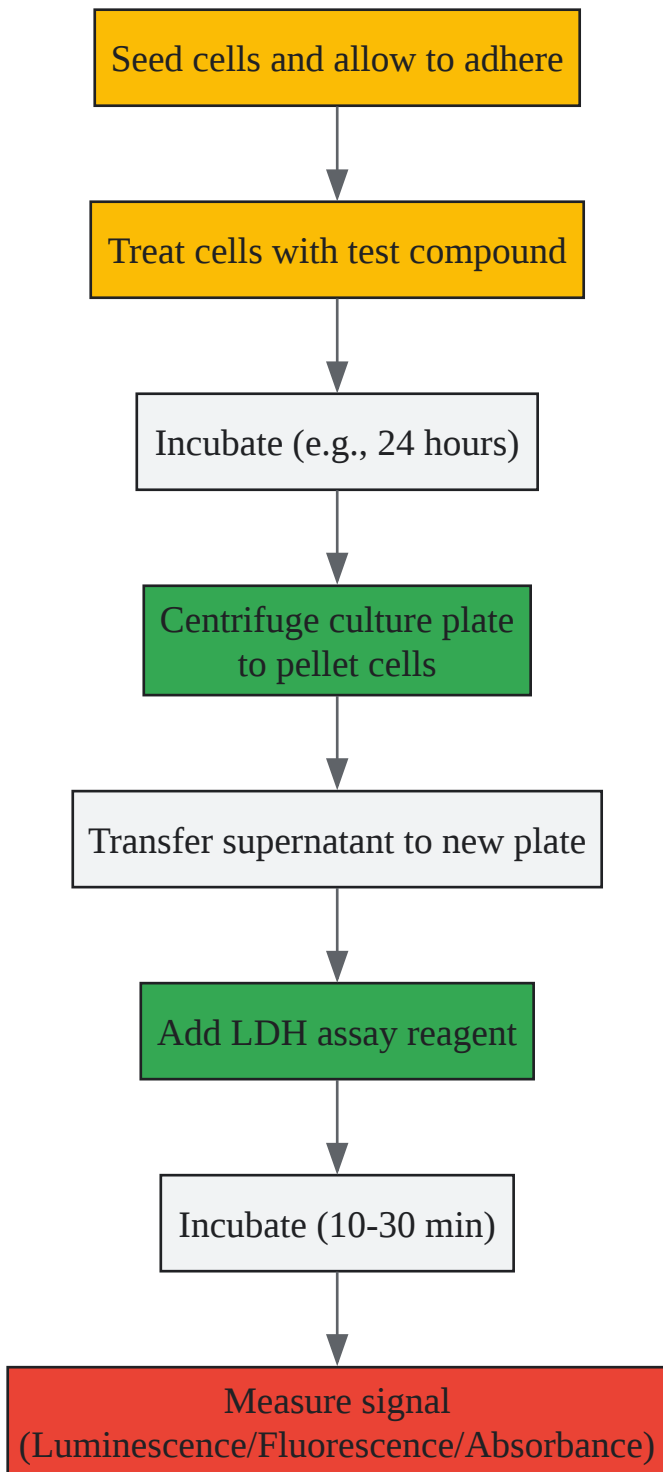 Seed cells and allow to adhere
Treat cells with test compound
Incubate (e.g., 24 hours)
Centrifuge culture plate
to pellet cells
Transfer supernatant to new plate
Add LDH assay reagent
Incubate (10-30 min)
Measure signal
(Luminescence/Fluorescence/Absorbance)